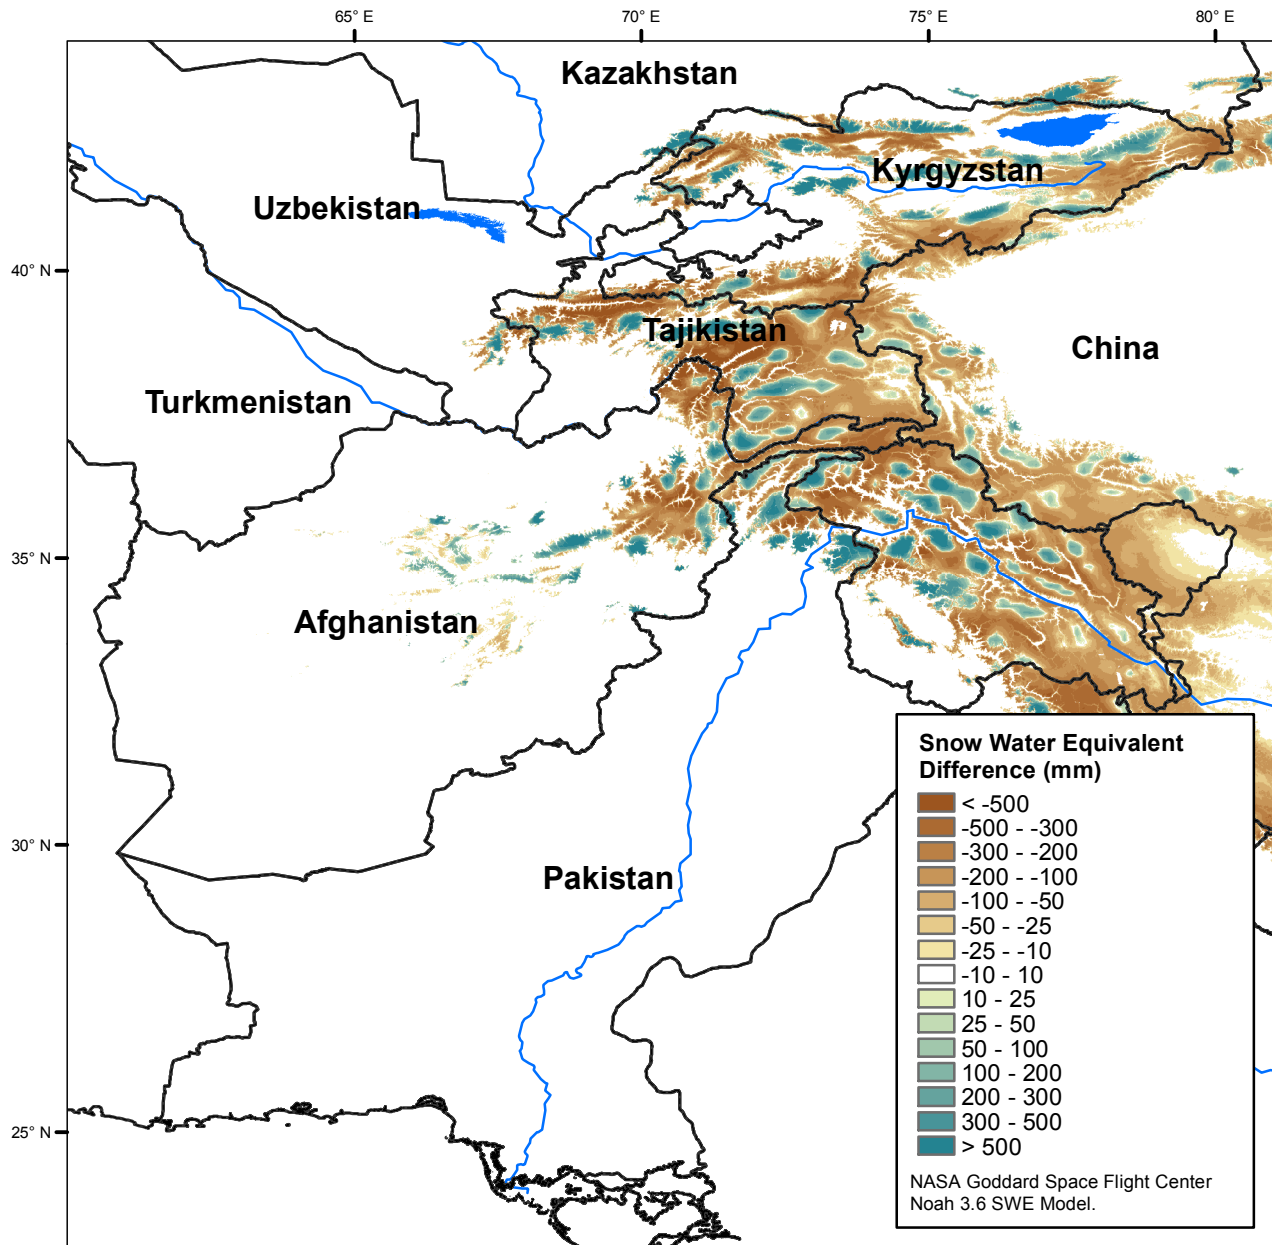 65° E
70° E
75° E
80° E
Kazakhstan
Kyrgyzstan
Uzbekistan
40° N
Tajikistan
China
Turkmenistan
35° N
Afghanistan
30° N
Pakistan
25° N
Snow Water Equivalent
Difference (mm)
< -500
-500 - -300
-300 - -200
-200 - -100
-100 - -50
-50 - -25
-25 - -10
-10 - 10
10 - 25
25 - 50
50 - 100
100 - 200
200 - 300
300 - 500
> 500
NASA Goddard Space Flight Center
Noah 3.6 SWE Model.